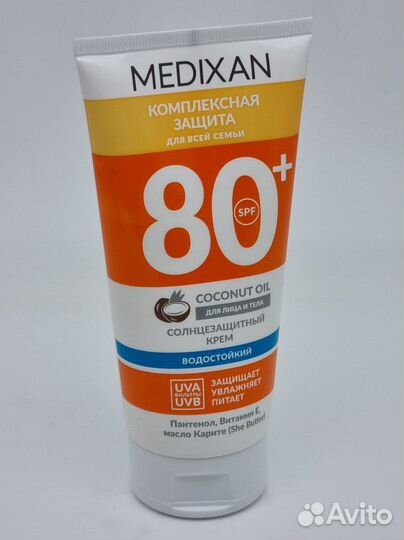 MEDIXAN
КОМПЛЕКСНАЯ
ЗАЩИТА
ДЛЯ ВСЕЙ СЕМЬИ
80+
SPF
COCONUT OIL
ДЛЯ ЛИЦА И ТЕЛА
СОЛНЦЕЗАЩИТНЫЙ
КРЕМ
ВОДОСТОЙКИЙ
UVA
ФИЛЬТРЫ
UVB
ЗАЩИЩАЕТ
УВЛАЖНЯЕТ
ПИТАЕТ
Пантенол, Витамин Е,
масло Карите (She Butter)
Avito